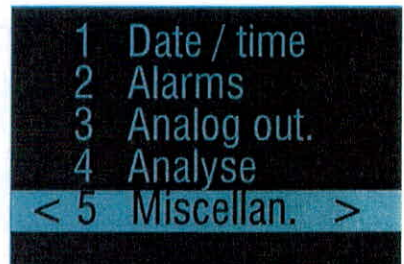 1 Date / time
2 Alarms
3 Analog out.
4 Analyse
< 5 Miscellan. >